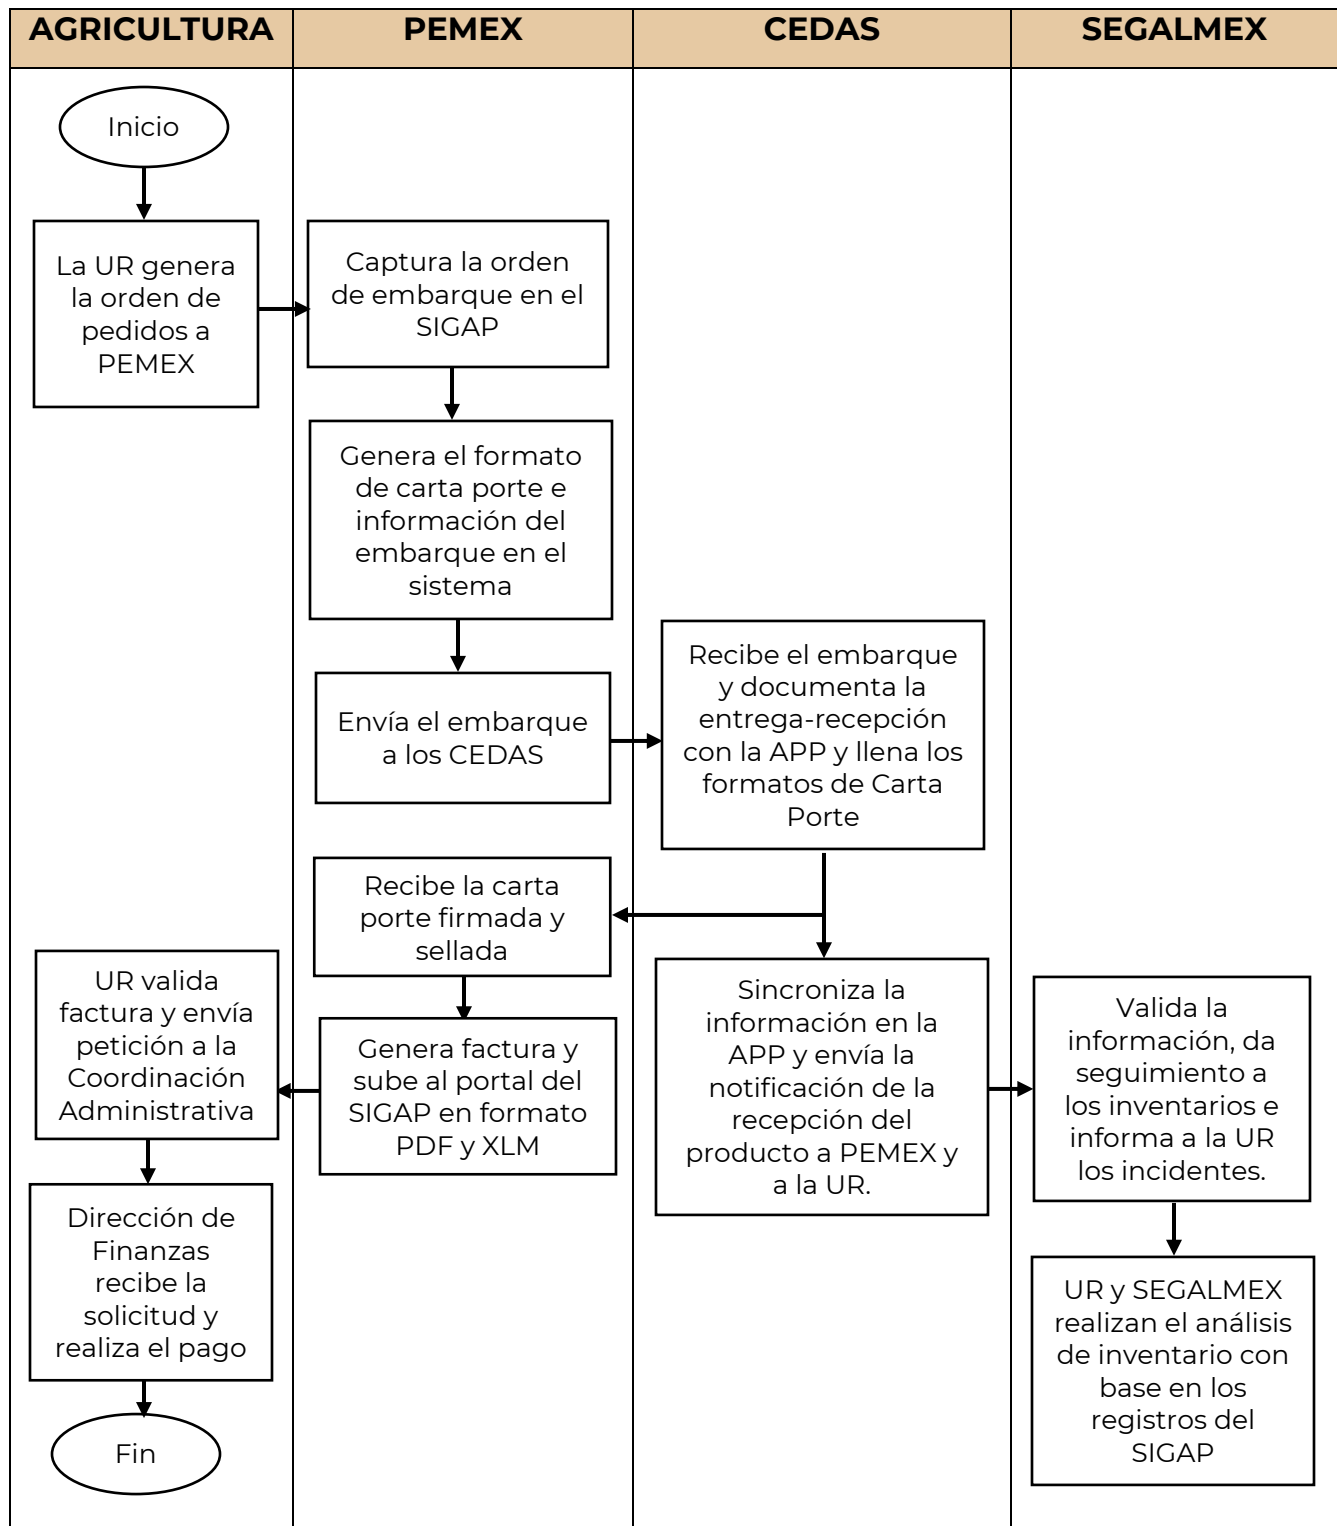 AGRICULTURA
PEMEX
CEDAS
SEGALMEX
Inicio
La UR genera
la orden de
pedidos a
PEMEX
Captura la orden
de embarque en el
SIGAP
Genera el formato
de carta porte e
información del
embarque en el
sistema
Envía el embarque
a los CEDAS
Recibe el embarque
y documenta la
entrega-recepción
con la APP y llena los
formatos de Carta
Porte
Recibe la carta
porte firmada y
sellada
Genera factura y
sube al portal del
SIGAP en formato
PDF y XLM
UR valida
factura y envía
petición a la
Coordinación
Administrativa
Dirección de
Finanzas
recibe la
solicitud y
realiza el pago
Fin
Sincroniza la
información en la
APP y envía la
notificación de la
recepción del
producto a PEMEX y
a la UR.
Valida la
información, da
seguimiento a
los inventarios e
informa a la UR
los incidentes.
UR y SEGALMEX
realizan el análisis
de inventario con
base en los
registros del
SIGAP